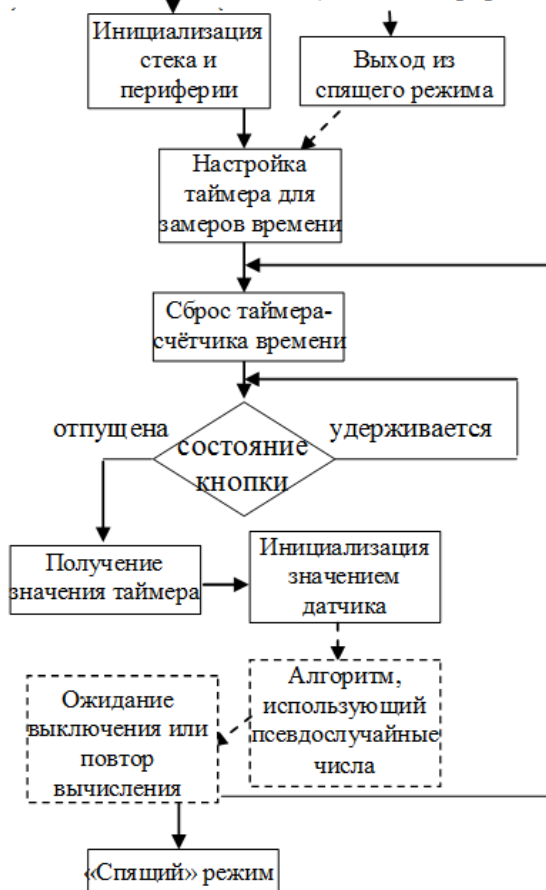 Инициализация
стека и
периферии
Выход из
спящего режима
Настройка
таймера для
замеров времени
Сброс таймера-
счётчика времени
отпущена
удерживается
состояние
кнопки
Получение
значения таймера
Инициализация
значением
датчика
Алгоритм,
использующий
псевдослучайные
числа
Ожидание
выключения или
повтор
вычисления
«Спящий» режим